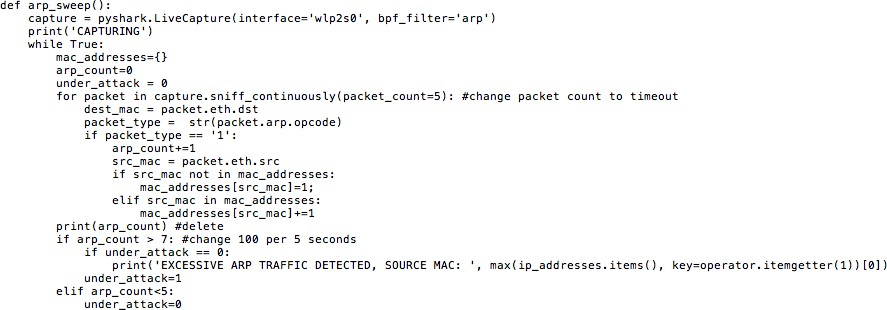 def arp_sweep():
    capture = pyshark.LiveCapture(interface='wlp2s0', bpf_filter='arp')
    print('CAPTURING')
    while True:
        mac_addresses={}
        arp_count=0
        under_attack = 0
        for packet in capture.sniff_continuously(packet_count=5): #change packet count to timeout
            dest_mac = packet.eth.dst
            packet_type =  str(packet.arp.opcode)
            if packet_type == '1':
                arp_count+=1
                src_mac = packet.eth.src
                if src_mac not in mac_addresses:
                    mac_addresses[src_mac]=1;
                elif src_mac in mac_addresses:
                    mac_addresses[src_mac]+=1
        print(arp_count) #delete
        if arp_count > 7: #change 100 per 5 seconds
            if under_attack == 0:
                print('EXCESSIVE ARP TRAFFIC DETECTED, SOURCE MAC: ', max(ip_addresses.items(), key=operator.itemgetter(1))[0])
            under_attack=1
        elif arp_count<5:
            under_attack=0